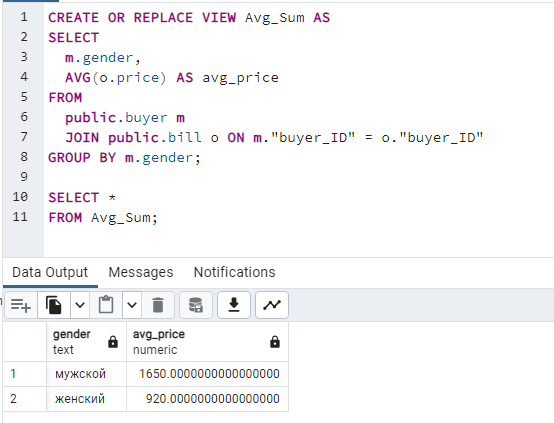 1 CREATE OR REPLACE VIEW Avg_Sum AS
2 SELECT
3 m.gender,
4 AVG(o.price) AS avg_price
5 FROM
6 public.buyer m
7 JOIN public.bill o ON m."buyer_ID" = o."buyer_ID"
8 GROUP BY m.gender;
9
10 SELECT *
11 FROM Avg_Sum;
Data Output Messages Notifications
gender avg_price
text numeric
1 мужской 1650.0000000000000000
2 женский 920.0000000000000000